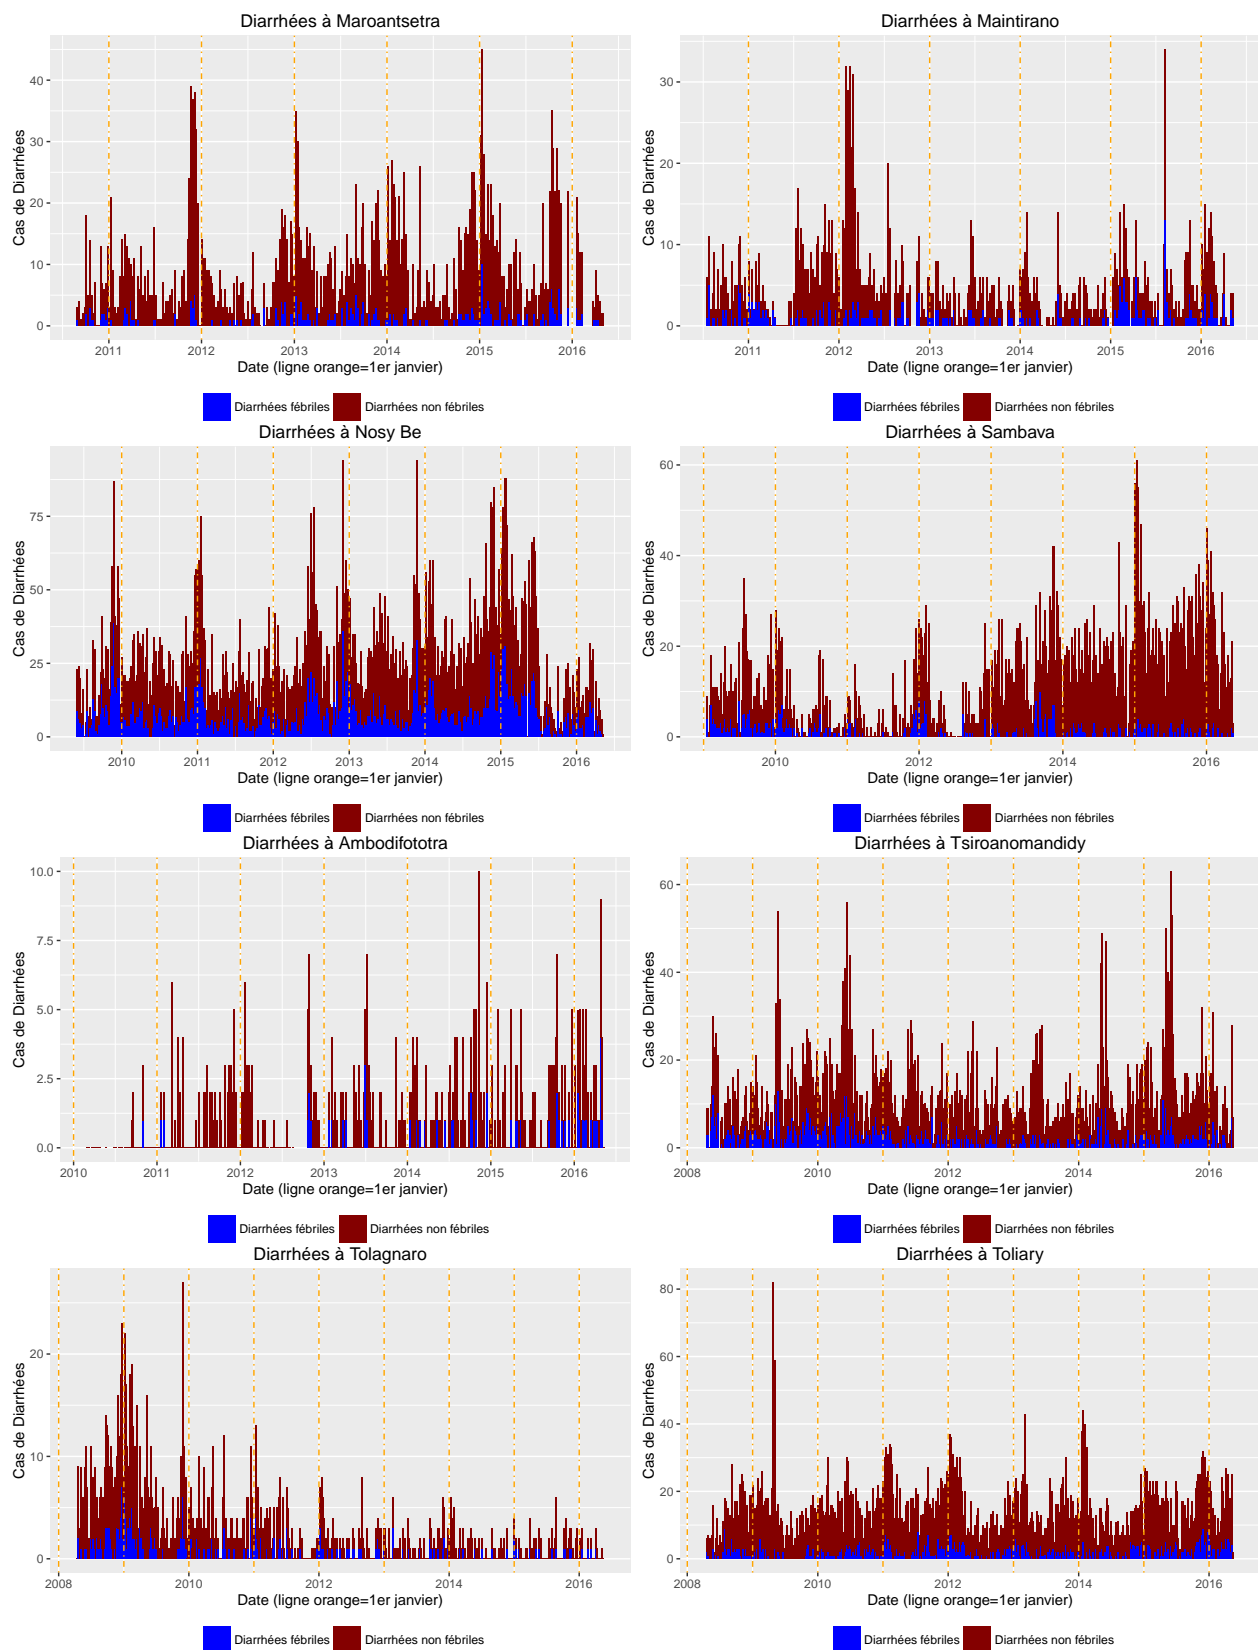 Diarrhées à Maroantsetra
Cas de Diarrhées
40
30
20
10
0
2011 2012 2013 2014 2015 2016
Date (ligne orange=1er janvier)
Diarrhées fébriles Diarrhées non fébriles
Diarrhées à Maintirano
Cas de Diarrhées
30
20
10
0
2011 2012 2013 2014 2015 2016
Date (ligne orange=1er janvier)
Diarrhées fébriles Diarrhées non fébriles
Diarrhées à Nosy Be
Cas de Diarrhées
75
50
25
0
2010 2011 2012 2013 2014 2015 2016
Date (ligne orange=1er janvier)
Diarrhées fébriles Diarrhées non fébriles
Diarrhées à Sambava
Cas de Diarrhées
60
40
20
0
2010 2012 2014 2016
Date (ligne orange=1er janvier)
Diarrhées fébriles Diarrhées non fébriles
Diarrhées à Ambodifototra
Cas de Diarrhées
10.0
7.5
5.0
2.5
0.0
2010 2011 2012 2013 2014 2015 2016
Date (ligne orange=1er janvier)
Diarrhées fébriles Diarrhées non fébriles
Diarrhées à Tsiroanomandidy
Cas de Diarrhées
60
40
20
0
2008 2010 2012 2014 2016
Date (ligne orange=1er janvier)
Diarrhées fébriles Diarrhées non fébriles
Diarrhées à Tolagnaro
Cas de Diarrhées
20
10
0
2008 2010 2012 2014 2016
Date (ligne orange=1er janvier)
Diarrhées fébriles Diarrhées non fébriles
Diarrhées à Toliary
Cas de Diarrhées
80
60
40
20
0
2008 2010 2012 2014 2016
Date (ligne orange=1er janvier)
Diarrhées fébriles Diarrhées non fébriles